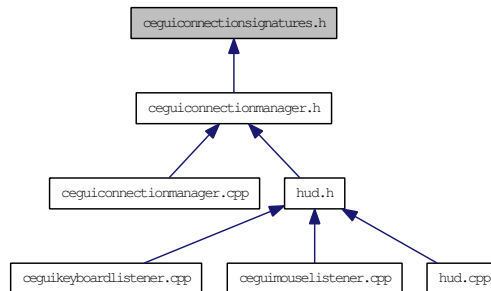 ceguiconnectionsignatures.h
ceguiconnectionmanager.h
ceguiconnectionmanager.cpp
hud.h
ceguikeyboardlistener.cpp
ceguimouselistener.cpp
hud.cpp